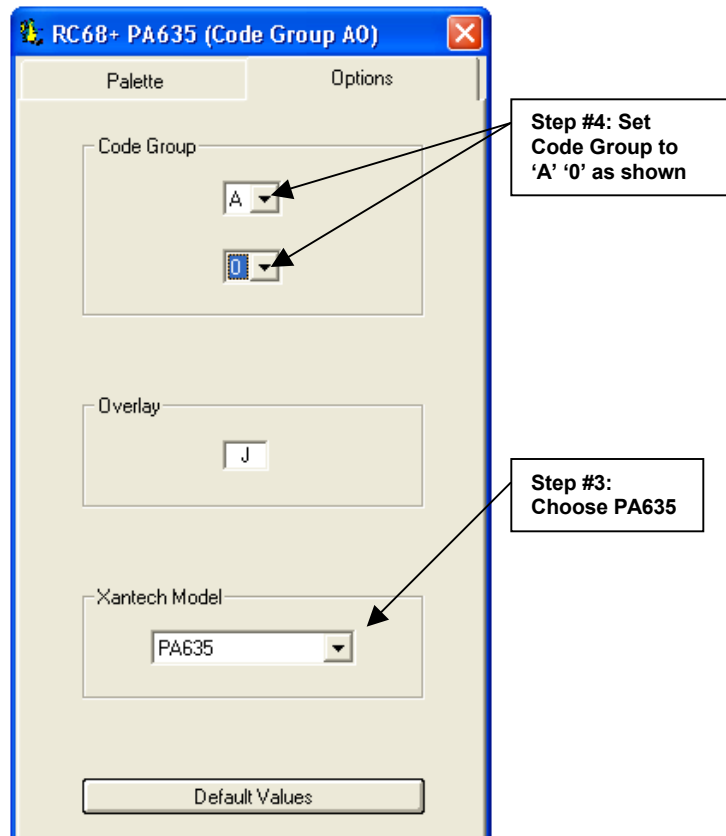 RC68+ PA635 (Code Group A0)
Palette
Options
Code Group
A
0
Step #4: Set
Code Group to
‘A’ ‘0’ as shown
Overlay
J
Step #3:
Choose PA635
Xantech Model
PA635
Default Values